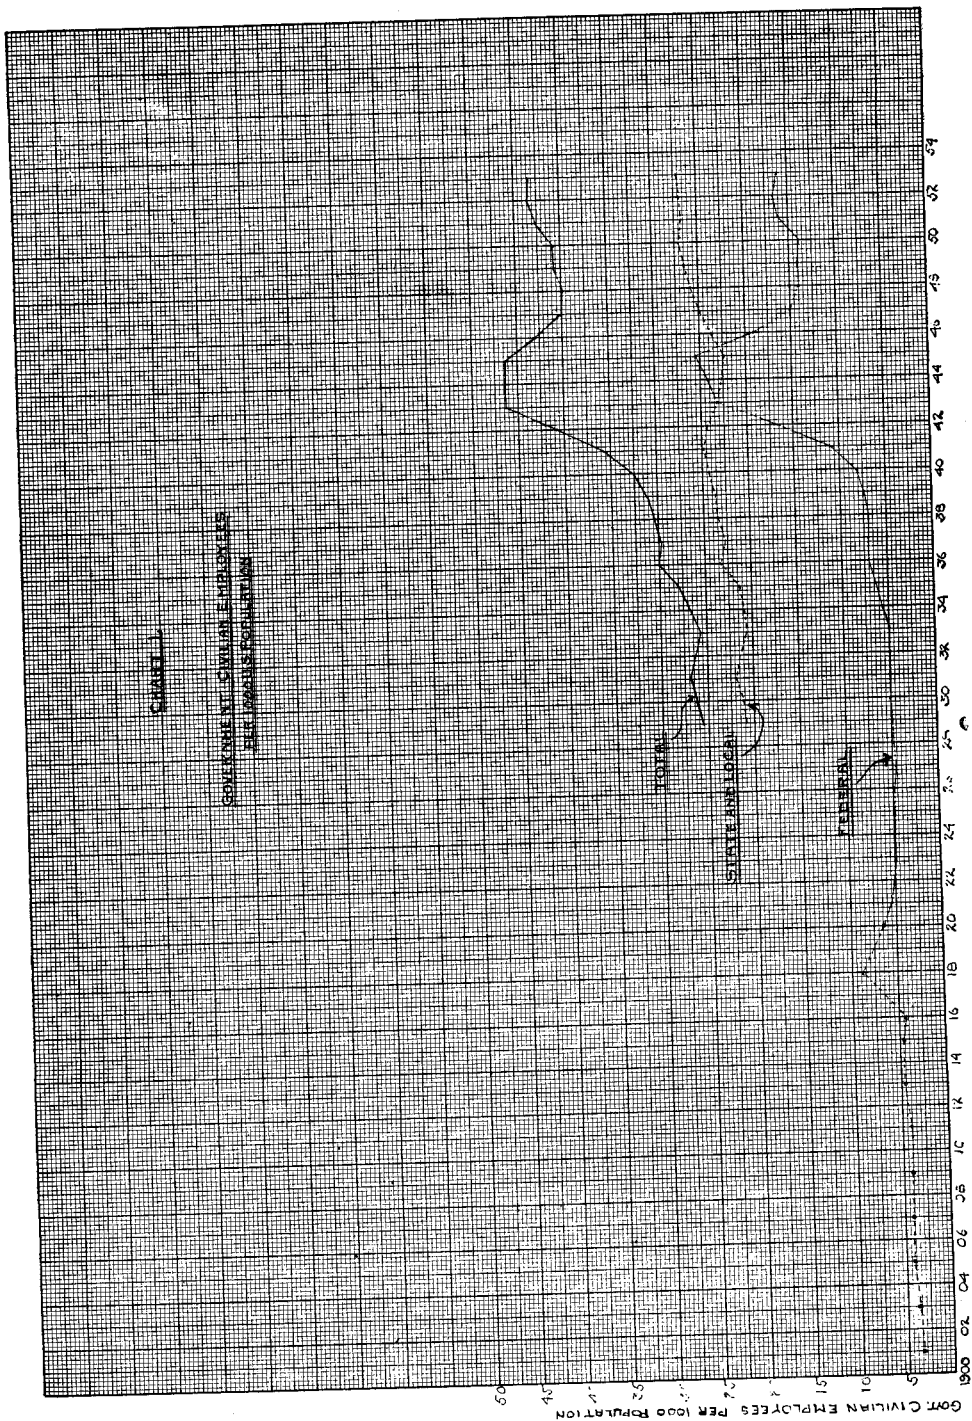 CHART 1
GOVERNMENT CIVILIAN EMPLOYEES
PER 1000 US POPULATION
TOTAL
STATE AND LOCAL
FEDERAL
GOVT. CIVILIAN EMPLOYEES PER 1000 POPULATION
50
45
35
15
10
5
1900 02 04 06 08 10 12 14 16 18 20 22 24 30 32 34 36 38 40 42 44 46 48 50 52 54